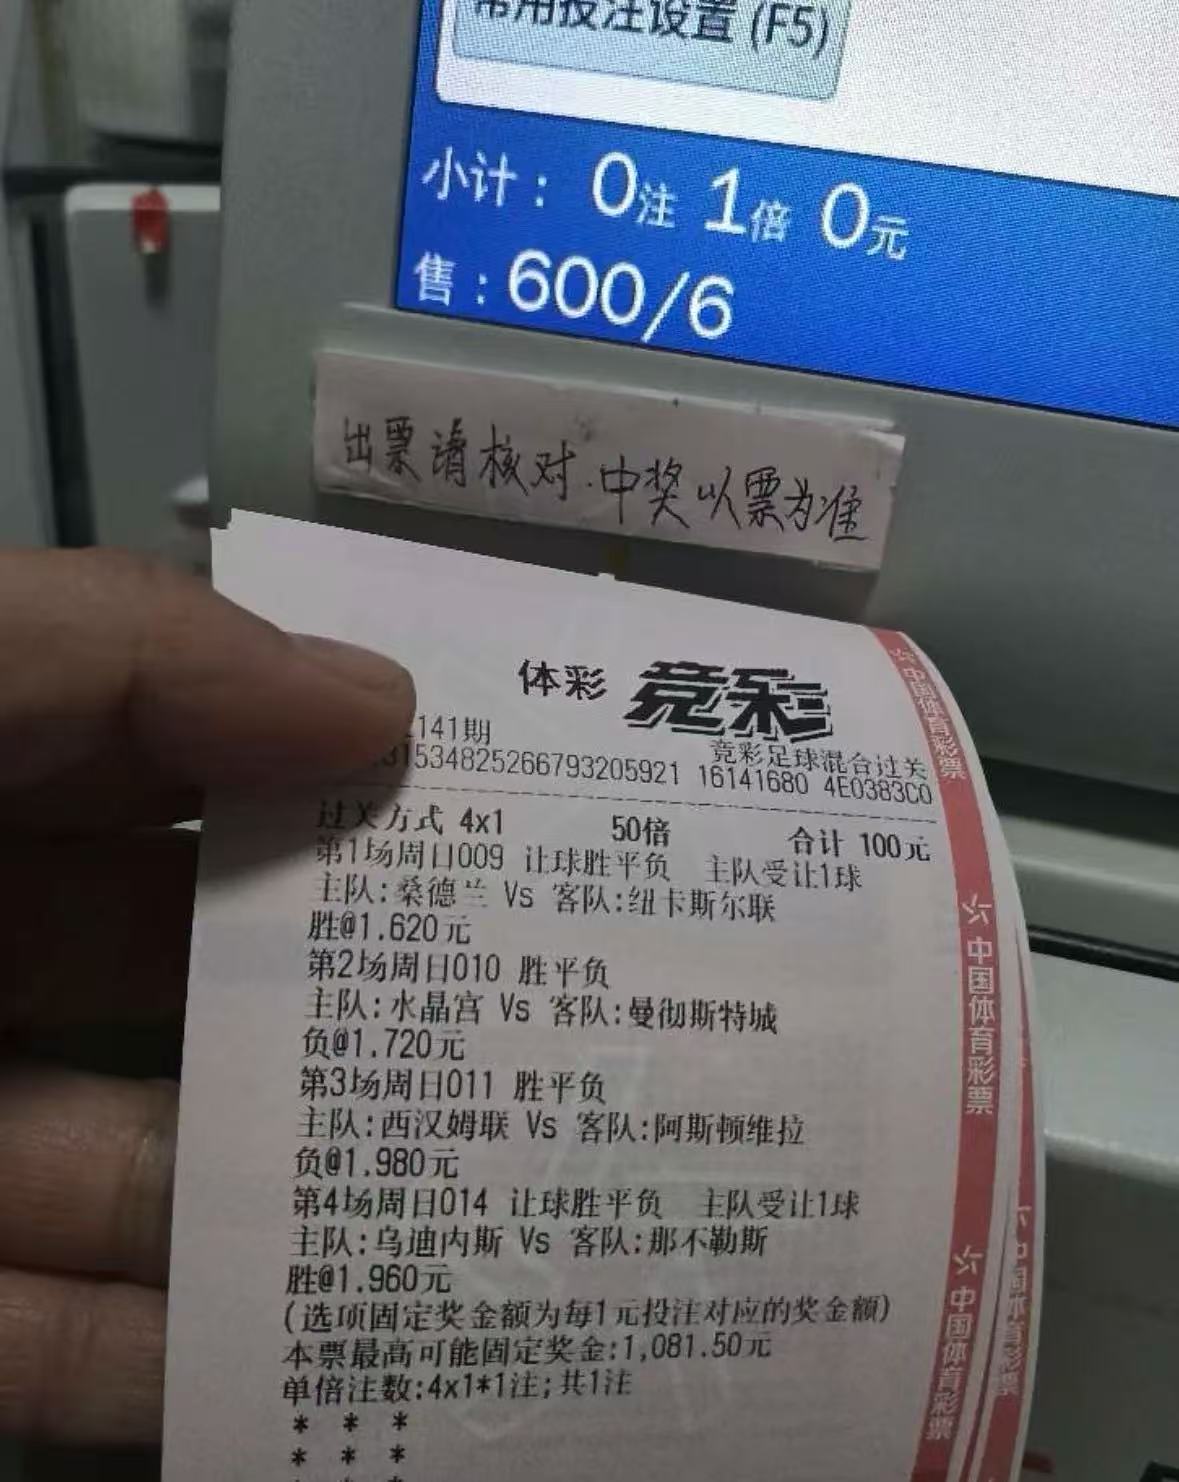 常用投注设置 (F5)
小计： 0注 1倍 0元
售：600/6
出票请核对.中奖以票为准
体彩 竞彩
141期
竞彩足球混合过关
534825266793205921 16141680 4E0383C0
过关方式 4x1 50倍 合计 100元
第1场周日009 让球胜平负 主队受让1球
主队:桑德兰 Vs 客队:纽卡斯尔联
胜@1.620元
第2场周日010 胜平负
主队:水晶宫 Vs 客队:曼彻斯特城
负@1.720元
第3场周日011 胜平负
主队:西汉姆联 Vs 客队:阿斯顿维拉
负@1.980元
第4场周日014 让球胜平负 主队受让1球
主队:乌迪内斯 Vs 客队:那不勒斯
胜@1.960元
(选项固定奖金额为每1元投注对应的奖金额)
本票最高可能固定奖金:1,081.50元
单倍注数:4x1*1注;共1注
* * *
* * *
中国体育彩票
中国体育彩票
中国体育彩票
中国体育彩票